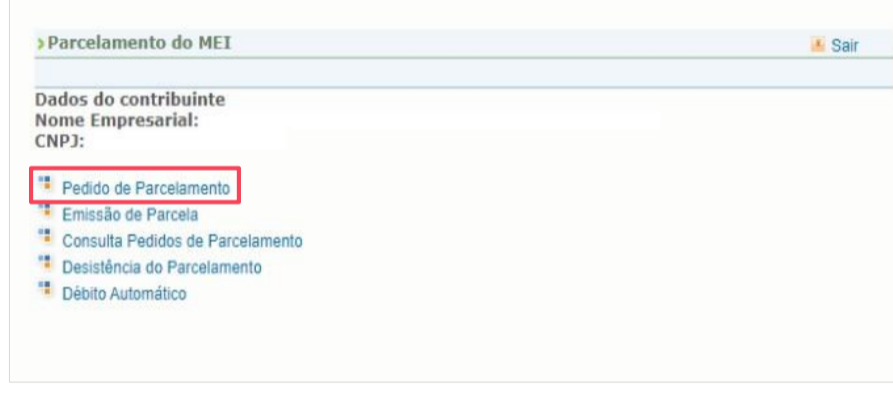 Parcelamento do MEI
Sair
Dados do contribuinte
Nome Empresarial:
CNPJ:
Pedido de Parcelamento
Emissão de Parcela
Consulta Pedidos de Parcelamento
Desistência do Parcelamento
Débito Automático